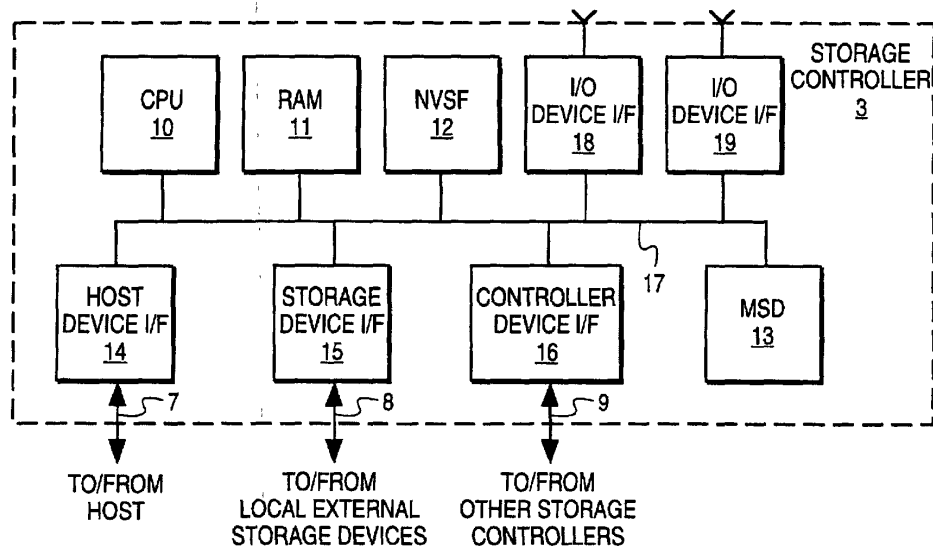 STORAGE
CONTROLLER
3
CPU
10
RAM
11
NVSF
12
I/O
DEVICE I/F
18
I/O
DEVICE I/F
19
17
HOST
DEVICE I/F
14
STORAGE
DEVICE I/F
15
CONTROLLER
DEVICE I/F
16
MSD
13
7
8
9
TO/FROM
HOST
TO/FROM
LOCAL EXTERNAL
STORAGE DEVICES
TO/FROM
OTHER STORAGE
CONTROLLERS